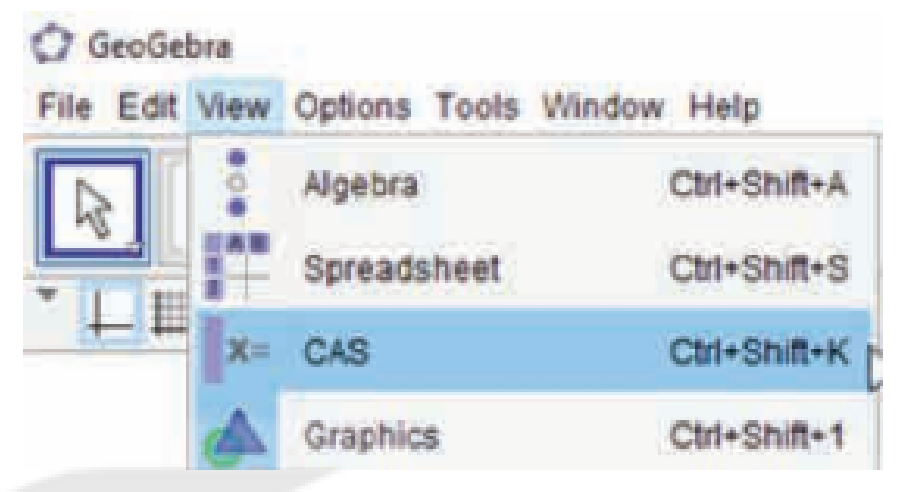 GeoGebra
File Edit View Options Tools Window Help
Algebra Ctrl+Shift+A
Spreadsheet Ctrl+Shift+S
X= CAS Ctrl+Shift+K
Graphics Ctrl+Shift+1